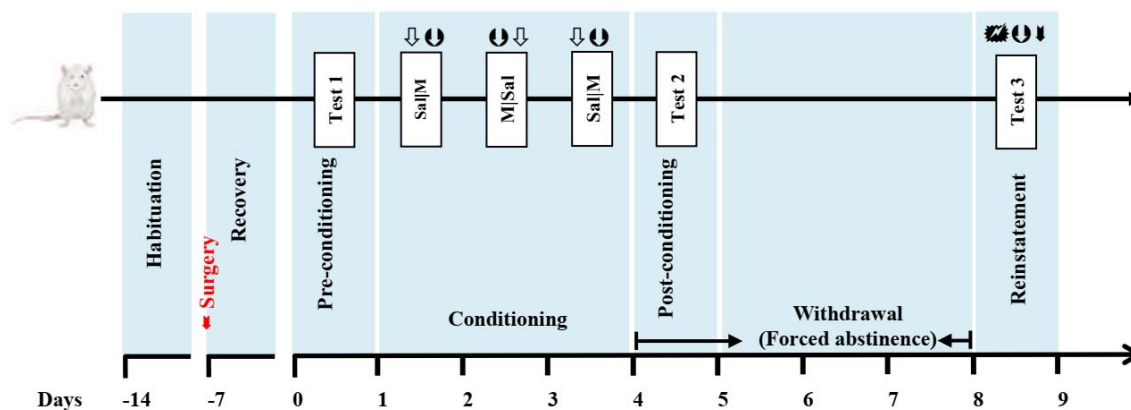 Test 1
Sal|M
M|Sal
Sal|M
Test 2
Test 3
Habituation
Surgery
Recovery
Pre-conditioning
Conditioning
Post-conditioning
Withdrawal
(Forced abstinence)
Reinstatement
Days -14 -7 0 1 2 3 4 5 6 7 8 9